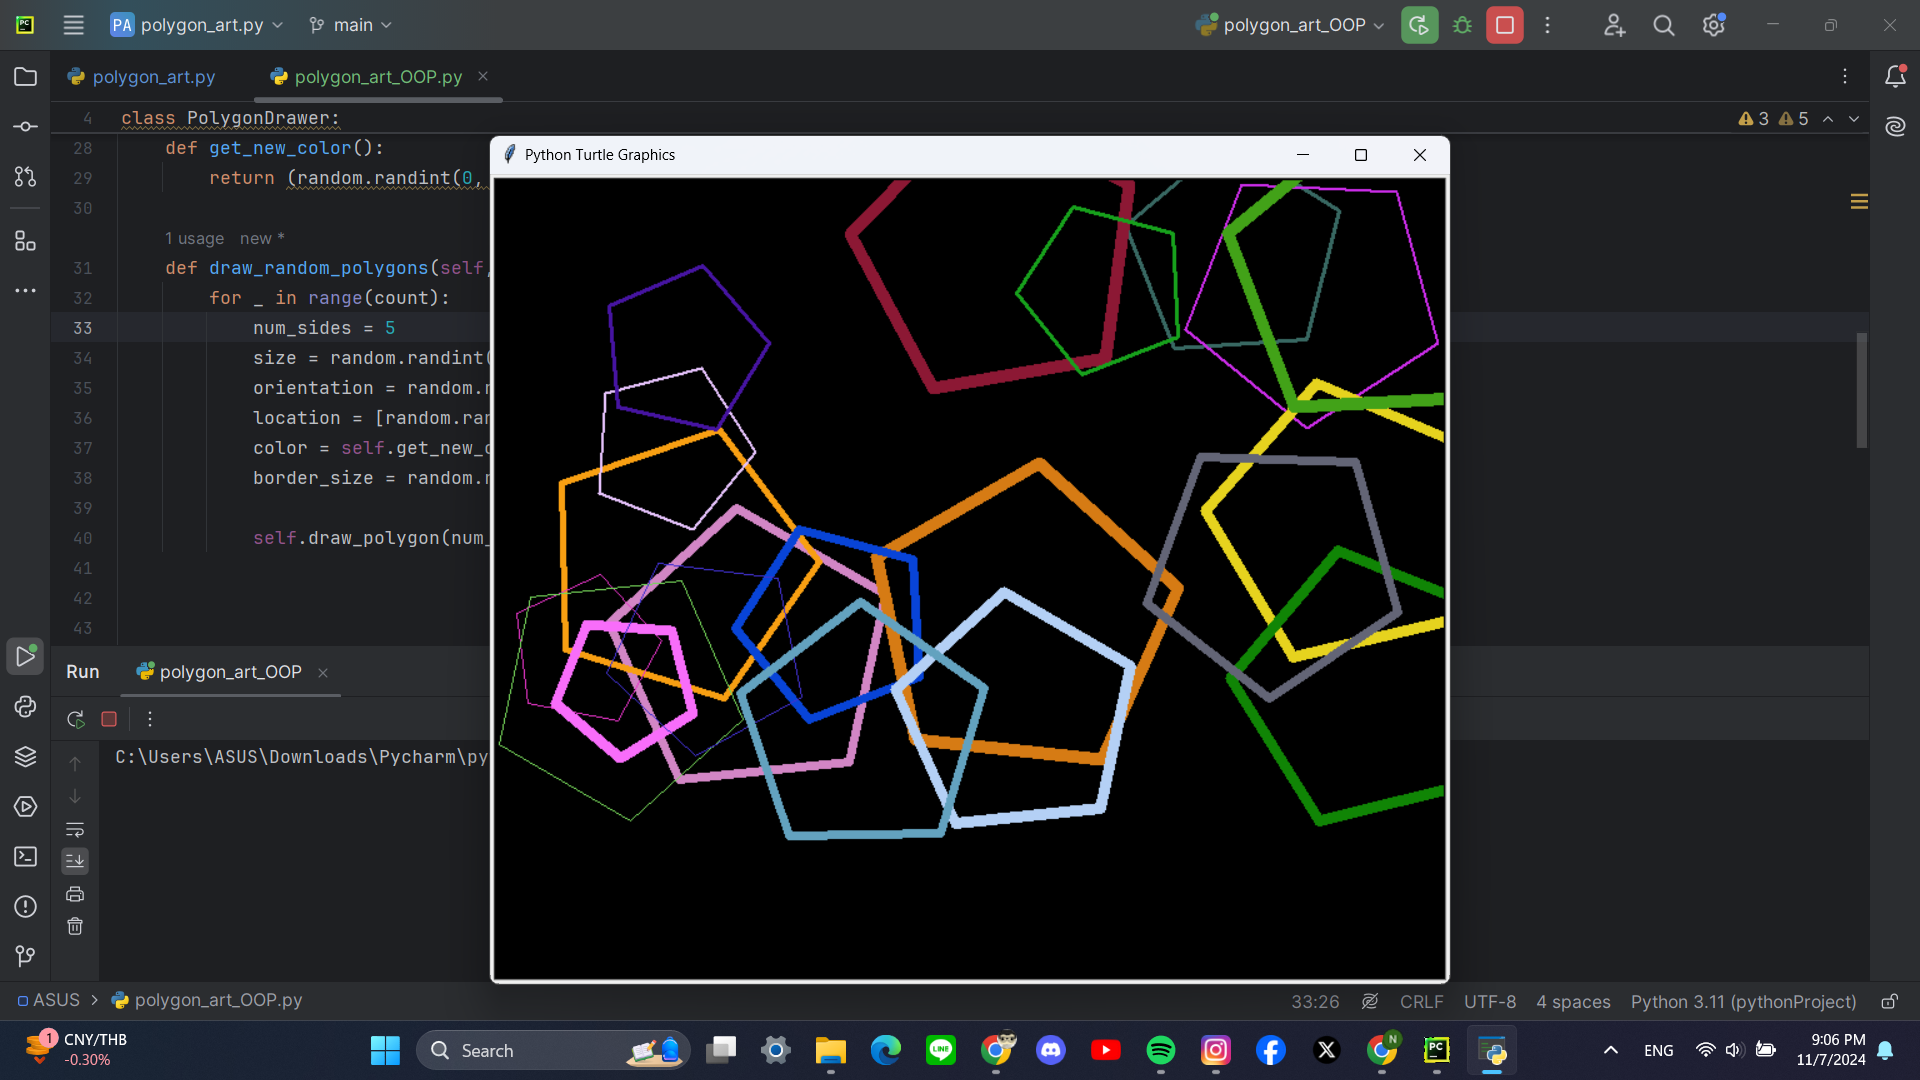 PC
PA polygon_art.py
main
polygon_art_OOP
polygon_art.py
polygon_art_OOP.py
4 class PolygonDrawer:
3 5
28 def get_new_color():
29 return (random.randint(0,
30
1 usage new *
31 def draw_random_polygons(self,
32 for _ in range(count):
33 num_sides = 5
34 size = random.randint(
35 orientation = random.r
36 location = [random.ran
37 color = self.get_new_c
38 border_size = random.r
39
40 self.draw_polygon(num_
41
42
43
Python Turtle Graphics
Run polygon_art_OOP
C:\Users\ASUS\Downloads\Pycharm\py
ASUS > polygon_art_OOP.py
33:26 CRLF UTF-8 4 spaces Python 3.11 (pythonProject)
1 CNY/THB
-0.30%
Search
LINE
N
PC
ENG
9:06 PM
11/7/2024